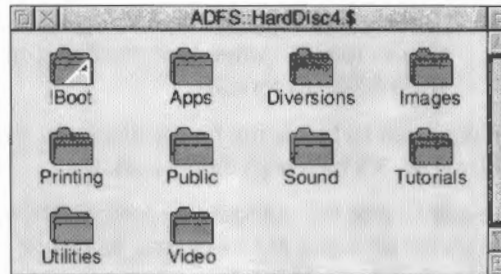 ADFS::HardDisc4.$
!Boot Apps Diversions Images
Printing Public Sound Tutorials
Utilities Video